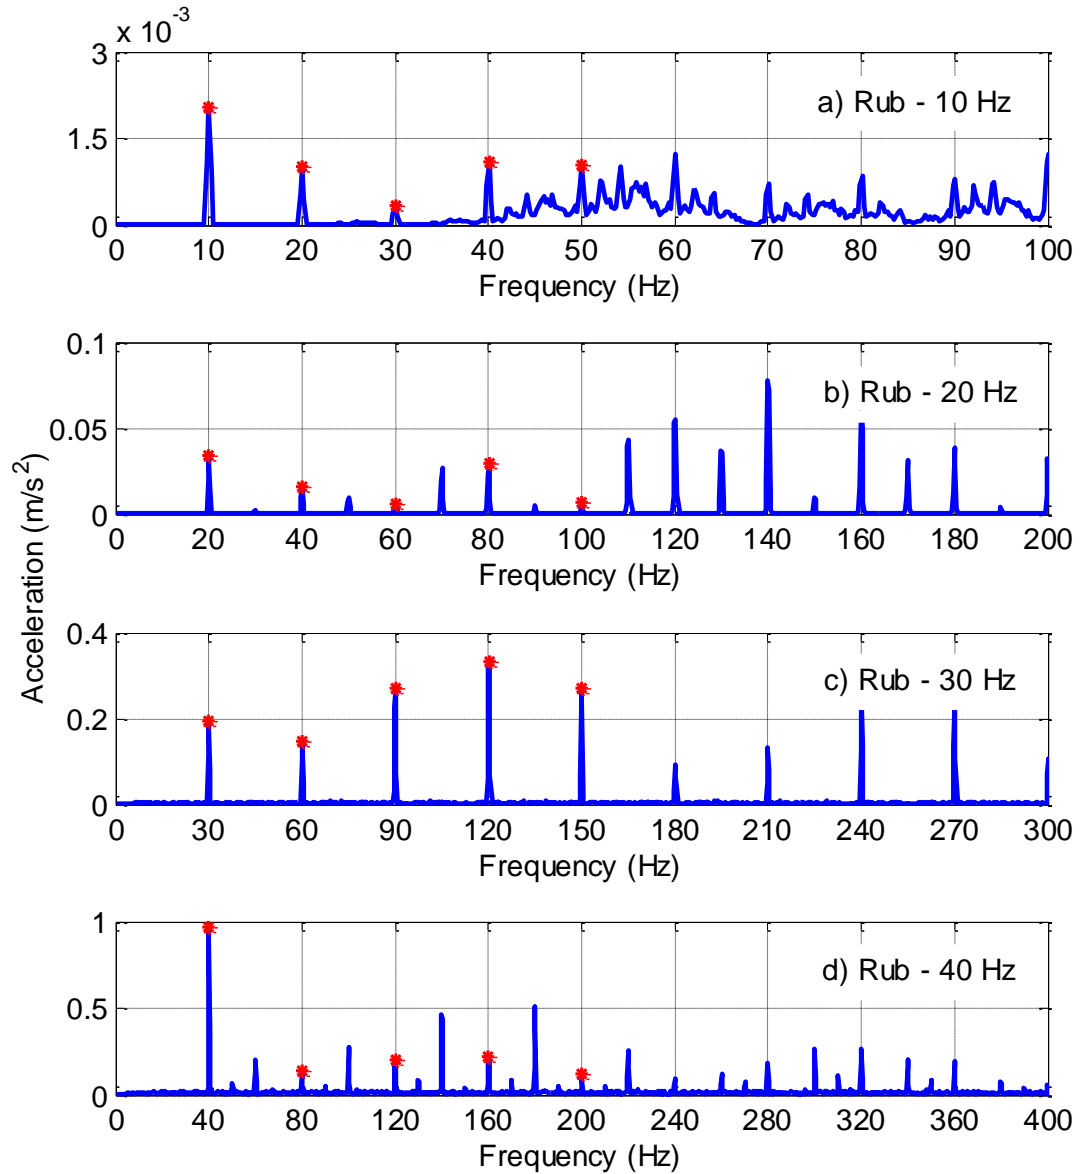 x 10⁻³
3
a) Rub - 10 Hz
1.5
0
0 10 20 30 40 50 60 70 80 90 100
Frequency (Hz)
0.1
b) Rub - 20 Hz
0.05
0
0 20 40 60 80 100 120 140 160 180 200
Frequency (Hz)
Acceleration (m/s²)
0.4
c) Rub - 30 Hz
0.2
0
0 30 60 90 120 150 180 210 240 270 300
Frequency (Hz)
1
d) Rub - 40 Hz
0.5
0
0 40 80 120 160 200 240 280 320 360 400
Frequency (Hz)